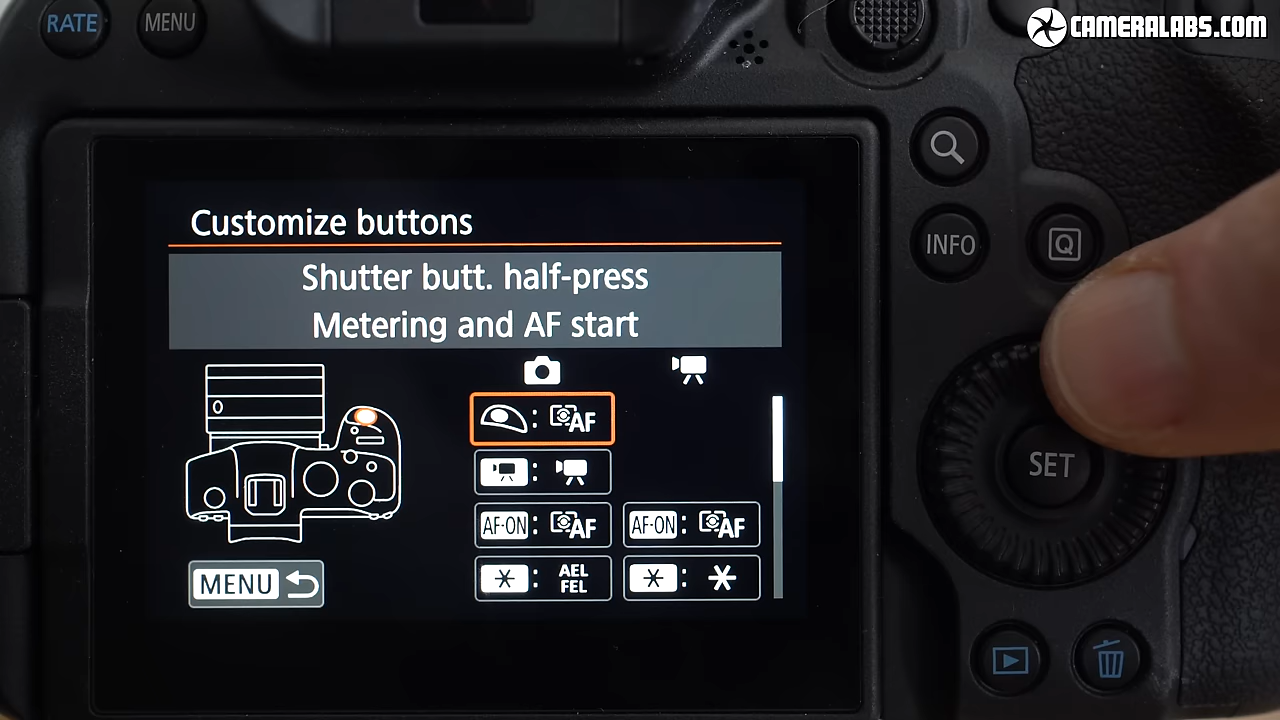 RATE
MENU
CAMERALABS.COM
Customize buttons
Shutter butt. half-press
Metering and AF start
AF
AF-ON : AF
AF-ON : AF
AEL
FEL
MENU
INFO
Q
SET